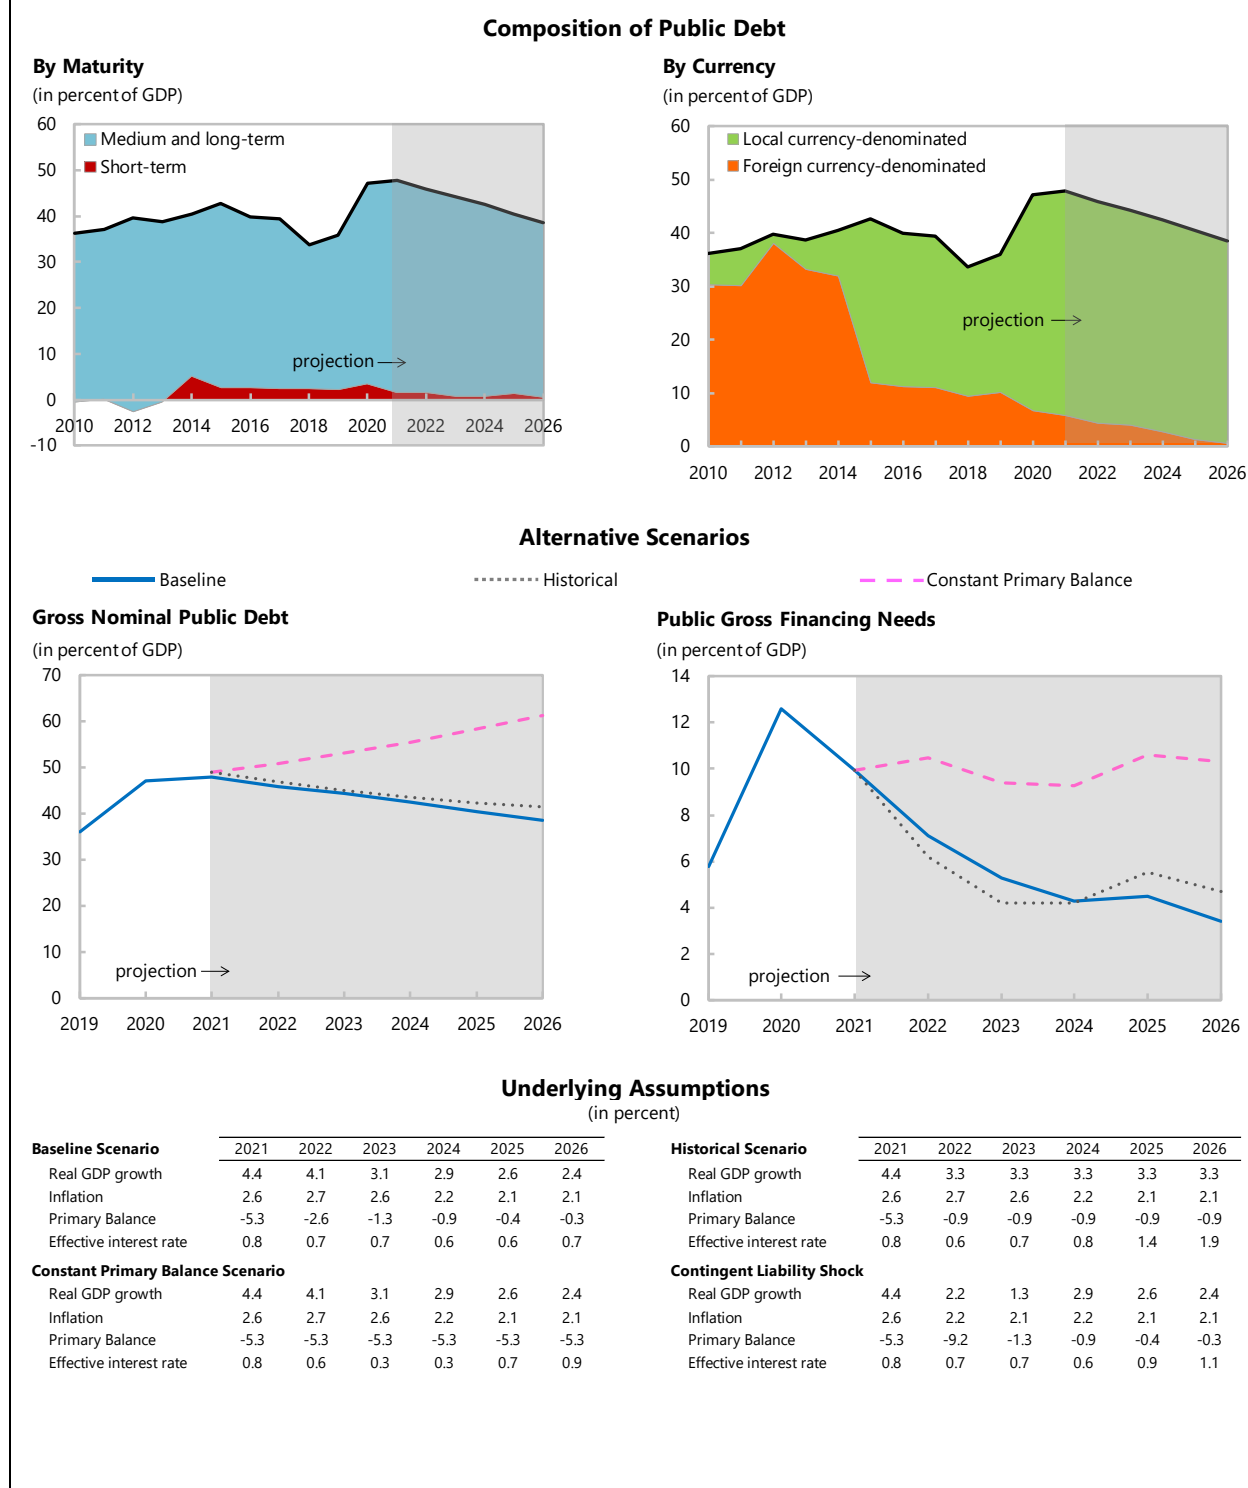 Composition of Public Debt
By Maturity
(in percent of GDP)
60
50
40
30
20
10
0
-10
Medium and long-term
Short-term
projection
2010 2012 2014 2016 2018 2020 2022 2024 2026
By Currency
(in percent of GDP)
60
50
40
30
20
10
0
Local currency-denominated
Foreign currency-denominated
projection
2010 2012 2014 2016 2018 2020 2022 2024 2026
Alternative Scenarios
Baseline Historical Constant Primary Balance
Gross Nominal Public Debt
(in percent of GDP)
70
60
50
40
30
20
10
0
projection
2019 2020 2021 2022 2023 2024 2025 2026
Public Gross Financing Needs
(in percent of GDP)
14
12
10
8
6
4
2
0
projection
2019 2020 2021 2022 2023 2024 2025 2026
Underlying Assumptions
(in percent)
Baseline Scenario 2021 2022 2023 2024 2025 2026
Real GDP growth 4.4 4.1 3.1 2.9 2.6 2.4
Inflation 2.6 2.7 2.6 2.2 2.1 2.1
Primary Balance -5.3 -2.6 -1.3 -0.9 -0.4 -0.3
Effective interest rate 0.8 0.7 0.7 0.6 0.6 0.7
Constant Primary Balance Scenario
Real GDP growth 4.4 4.1 3.1 2.9 2.6 2.4
Inflation 2.6 2.7 2.6 2.2 2.1 2.1
Primary Balance -5.3 -5.3 -5.3 -5.3 -5.3 -5.3
Effective interest rate 0.8 0.6 0.3 0.3 0.7 0.9
Historical Scenario 2021 2022 2023 2024 2025 2026
Real GDP growth 4.4 3.3 3.3 3.3 3.3 3.3
Inflation 2.6 2.7 2.6 2.2 2.1 2.1
Primary Balance -5.3 -0.9 -0.9 -0.9 -0.9 -0.9
Effective interest rate 0.8 0.6 0.7 0.8 1.4 1.9
Contingent Liability Shock
Real GDP growth 4.4 2.2 1.3 2.9 2.6 2.4
Inflation 2.6 2.2 2.1 2.2 2.1 2.1
Primary Balance -5.3 -9.2 -1.3 -0.9 -0.4 -0.3
Effective interest rate 0.8 0.7 0.7 0.6 0.9 1.1